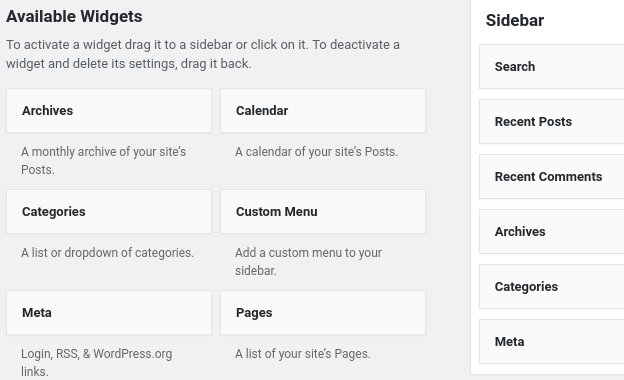 Available Widgets
To activate a widget drag it to a sidebar or click on it. To deactivate a
widget and delete its settings, drag it back.
Archives
A monthly archive of your site's
Posts.
Calendar
A calendar of your site's Posts.
Categories
A list or dropdown of categories.
Custom Menu
Add a custom menu to your
sidebar.
Meta
Login, RSS, & WordPress.org
links.
Pages
A list of your site's Pages.
Sidebar
Search
Recent Posts
Recent Comments
Archives
Categories
Meta